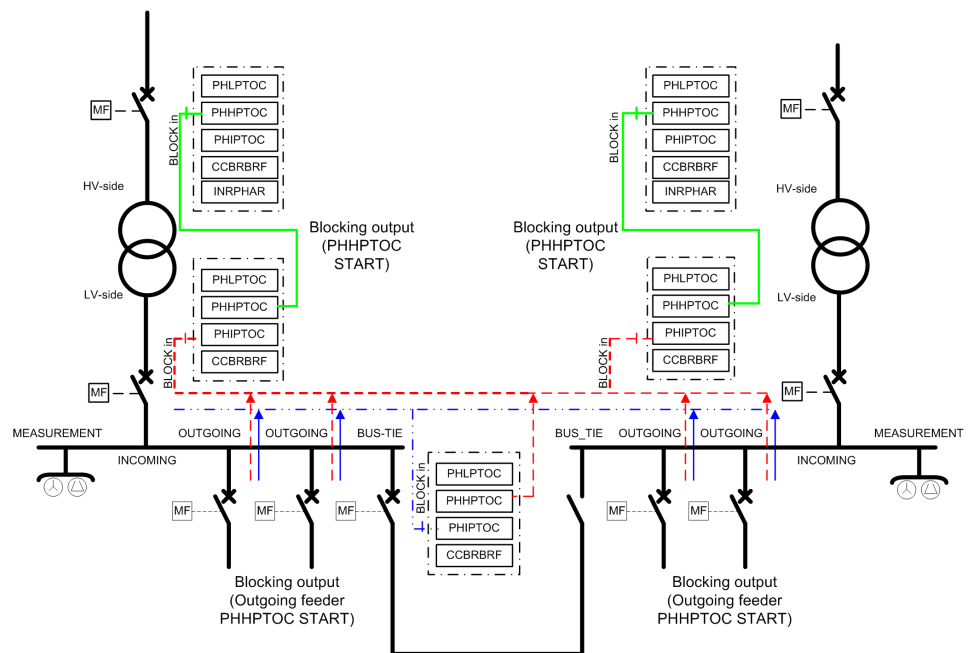 PHLPTOC
PHHPTOC
PHIPTOC
CCBRBRF
INRPHAR
BLOCK in
MF
HV-side
LV-side
Blocking output
(PHHPTOC
START)
PHLPTOC
PHHPTOC
PHIPTOC
CCBRBRF
BLOCK in
MF
PHLPTOC
PHHPTOC
PHIPTOC
CCBRBRF
INRPHAR
BLOCK in
MF
HV-side
LV-side
Blocking output
(PHHPTOC
START)
PHLPTOC
PHHPTOC
PHIPTOC
CCBRBRF
BLOCK in
MF
MEASUREMENT
INCOMING
OUTGOING
OUTGOING
BUS-TIE
BUS_TIE
OUTGOING
OUTGOING
INCOMING
MEASUREMENT
BLOCK in
PHLPTOC
PHHPTOC
PHIPTOC
CCBRBRF
MF
MF
MF
MF
MF
Blocking output
(Outgoing feeder
PHHPTOC START)
Blocking output
(Outgoing feeder
PHHPTOC START)